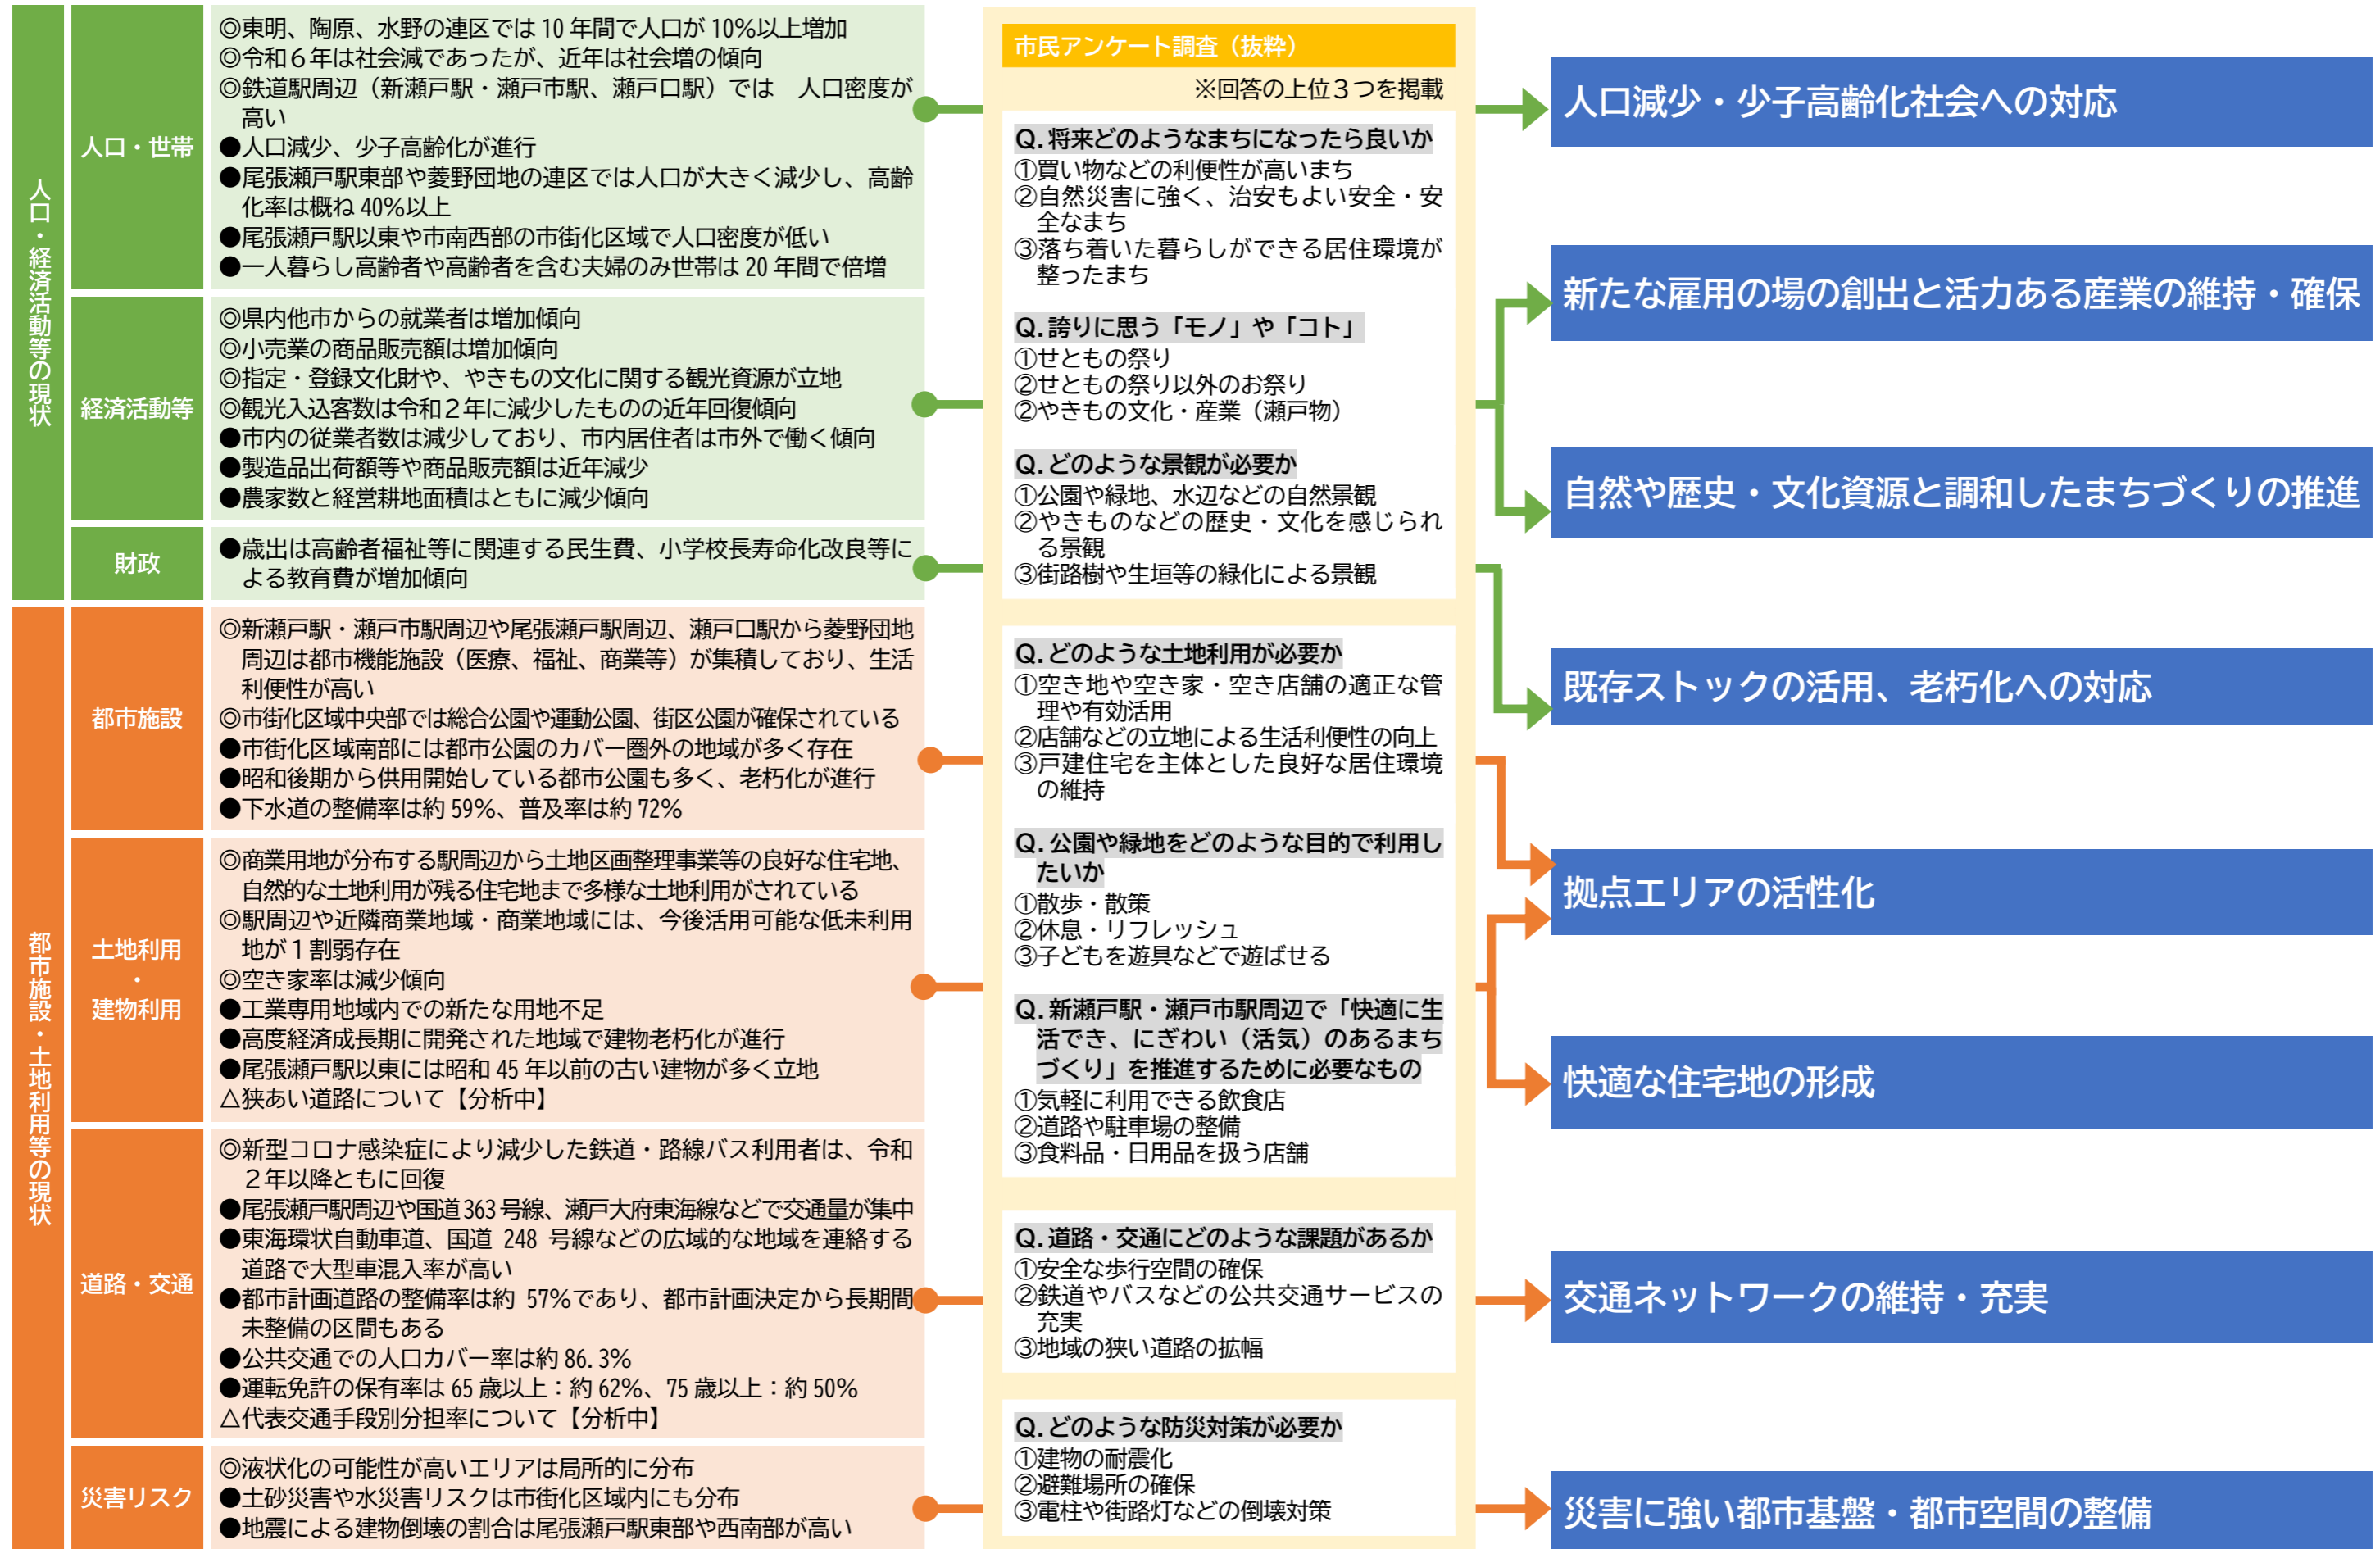 人口・経済活動等の現状
人口・世帯
◎東明、陶原、水野の連区では10年間で人口が10%以上増加
◎令和６年は社会減であったが、近年は社会増の傾向
◎鉄道駅周辺（新瀬戸駅・瀬戸市駅、瀬戸口駅）では　人口密度が
高い
●人口減少、少子高齢化が進行
●尾張瀬戸駅東部や菱野団地の連区では人口が大きく減少し、高齢
化率は概ね40%以上
●尾張瀬戸駅以東や市南西部の市街化区域で人口密度が低い
●一人暮らし高齢者や高齢者を含む夫婦のみ世帯は20年間で倍増
経済活動等
◎県内他市からの就業者は増加傾向
◎小売業の商品販売額は増加傾向
◎指定・登録文化財や、やきもの文化に関する観光資源が立地
◎観光入込客数は令和２年に減少したものの近年回復傾向
●市内の従業者数は減少しており、市内居住者は市外で働く傾向
●製造品出荷額等や商品販売額は近年減少
●農家数と経営耕地面積はともに減少傾向
財政
●歳出は高齢者福祉等に関連する民生費、小学校長寿命化改良等に
よる教育費が増加傾向
都市施設・土地利用等の現状
都市施設
◎新瀬戸駅・瀬戸市駅周辺や尾張瀬戸駅周辺、瀬戸口駅から菱野団地
周辺は都市機能施設（医療、福祉、商業等）が集積しており、生活
利便性が高い
◎市街化区域中央部では総合公園や運動公園、街区公園が確保されている
●市街化区域南部には都市公園のカバー圏外の地域が多く存在
●昭和後期から供用開始している都市公園も多く、老朽化が進行
●下水道の整備率は約59%、普及率は約72%
土地利用
・
建物利用
◎商業用地が分布する駅周辺から土地区画整理事業等の良好な住宅地、
自然的な土地利用が残る住宅地まで多様な土地利用がされている
◎駅周辺や近隣商業地域・商業地域には、今後活用可能な低未利用
地が１割弱存在
◎空き家率は減少傾向
●工業専用地域内での新たな用地不足
●高度経済成長期に開発された地域で建物老朽化が進行
●尾張瀬戸駅以東には昭和45年以前の古い建物が多く立地
△狭あい道路について【分析中】
道路・交通
◎新型コロナ感染症により減少した鉄道・路線バス利用者は、令和
２年以降ともに回復
●尾張瀬戸駅周辺や国道363号線、瀬戸大府東海線などで交通量が集中
●東海環状自動車道、国道 248 号線などの広域的な地域を連絡する
道路で大型車混入率が高い
●都市計画道路の整備率は約 57%であり、都市計画決定から長期間
未整備の区間もある
●公共交通での人口カバー率は約86.3%
●運転免許の保有率は65歳以上：約62%、75歳以上：約50%
△代表交通手段別分担率について【分析中】
災害リスク
◎液状化の可能性が高いエリアは局所的に分布
●土砂災害や水災害リスクは市街化区域内にも分布
●地震による建物倒壊の割合は尾張瀬戸駅東部や西南部が高い
市民アンケート調査（抜粋）
※回答の上位３つを掲載
Q.将来どのようなまちになったら良いか
①買い物などの利便性が高いまち
②自然災害に強く、治安もよい安全・安
全なまち
③落ち着いた暮らしができる居住環境が
整ったまち
Q.誇りに思う「モノ」や「コト」
①せともの祭り
②せともの祭り以外のお祭り
②やきもの文化・産業（瀬戸物）
Q.どのような景観が必要か
①公園や緑地、水辺などの自然景観
②やきものなどの歴史・文化を感じられ
る景観
③街路樹や生垣等の緑化による景観
Q.どのような土地利用が必要か
①空き地や空き家・空き店舗の適正な管
理や有効活用
②店舗などの立地による生活利便性の向上
③戸建住宅を主体とした良好な居住環境
の維持
Q.公園や緑地をどのような目的で利用し
たいか
①散歩・散策
②休息・リフレッシュ
③子どもを遊具などで遊ばせる
Q.新瀬戸駅・瀬戸市駅周辺で「快適に生
活でき、にぎわい（活気）のあるまち
づくり」を推進するために必要なもの
①気軽に利用できる飲食店
②道路や駐車場の整備
③食料品・日用品を扱う店舗
Q.道路・交通にどのような課題があるか
①安全な歩行空間の確保
②鉄道やバスなどの公共交通サービスの
充実
③地域の狭い道路の拡幅
Q.どのような防災対策が必要か
①建物の耐震化
②避難場所の確保
③電柱や街路灯などの倒壊対策
人口減少・少子高齢化社会への対応
新たな雇用の場の創出と活力ある産業の維持・確保
自然や歴史・文化資源と調和したまちづくりの推進
既存ストックの活用、老朽化への対応
拠点エリアの活性化
快適な住宅地の形成
交通ネットワークの維持・充実
災害に強い都市基盤・都市空間の整備